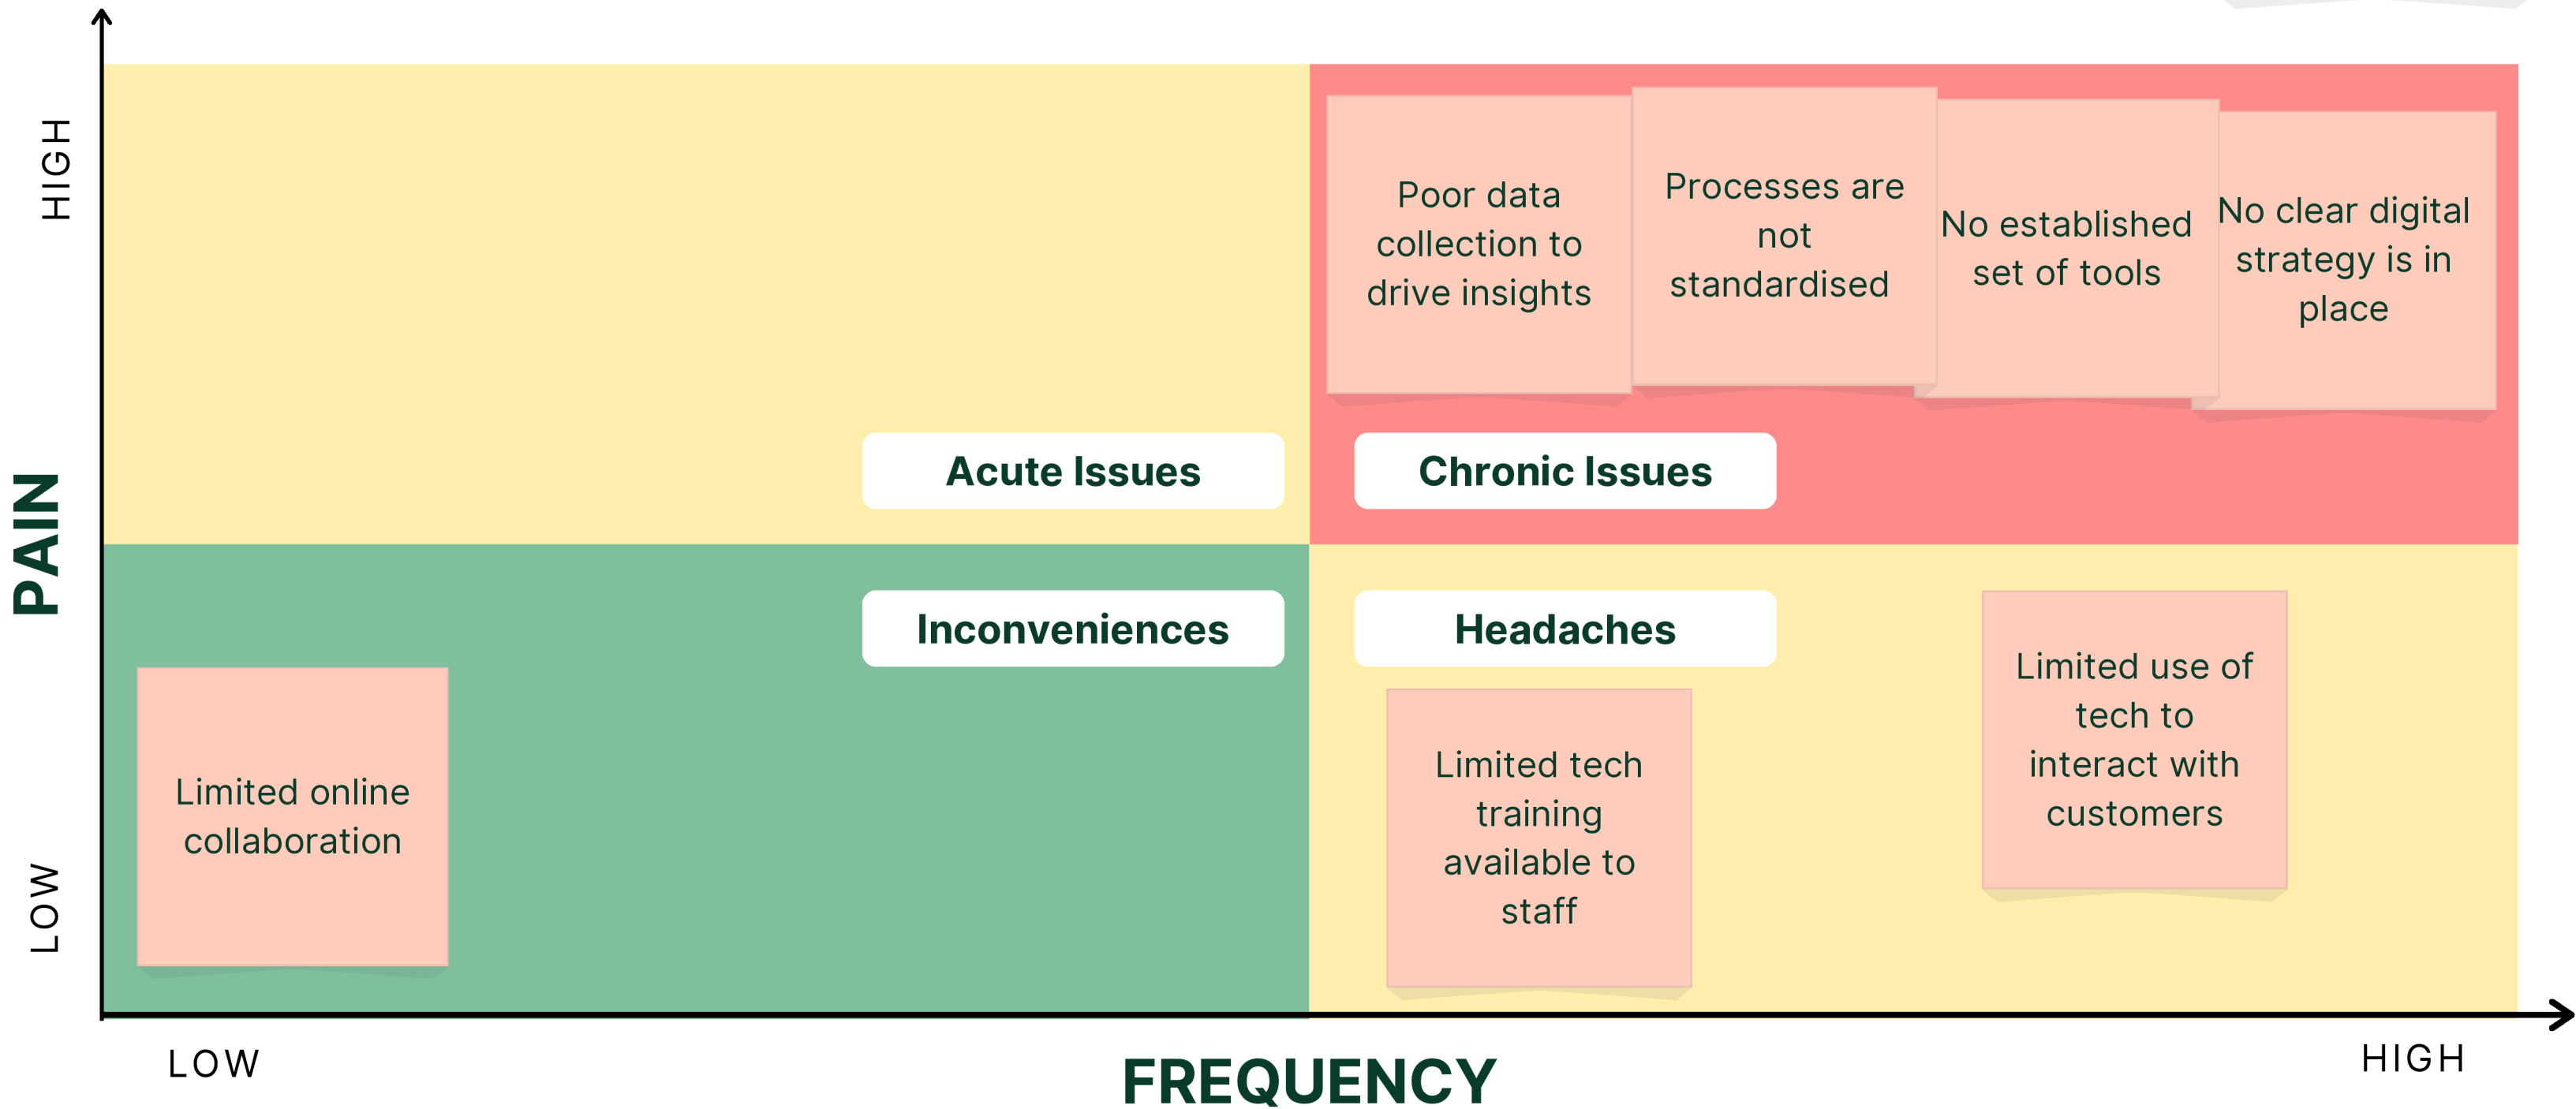 HIGH
PAIN
LOW
Poor data
collection to
drive insights
Processes are
not
standardised
No established
set of tools
No clear digital
strategy is in
place
Acute Issues
Chronic Issues
Inconveniences
Headaches
Limited online
collaboration
Limited tech
training
available to
staff
Limited use of
tech to
interact with
customers
LOW
FREQUENCY
HIGH